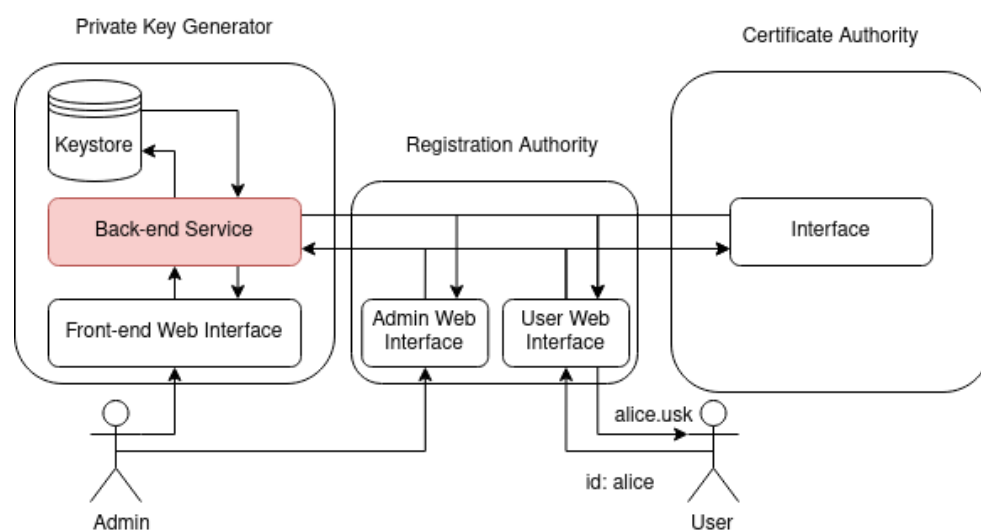 Private Key Generator
Certificate Authority
Keystore
Registration Authority
Back-end Service
Interface
Front-end Web Interface
Admin Web
Interface
User Web
Interface
alice.usk
id: alice
Admin
User